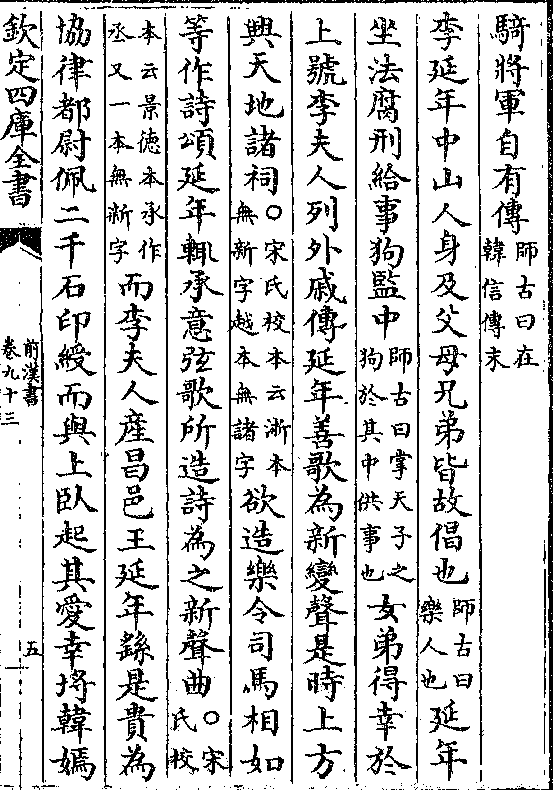 騎將軍自有傳師古曰在韓信傳末
李延年中山人身及父母兄弟皆故倡也師古曰樂人也延年
坐法腐刑給事狗監中師古曰掌天子之狗於其中供事也女弟得幸於
上號李夫人列外戚傳延年善歌為新變聲是時上方
興天地諸祠○宋氏校本云淅本無新字越本無諸字欲造樂令司馬相如
等作詩頌延年輒承意弦歌所造詩為之新聲曲○宋氏校
本云景德本承作丞又一本無漸字而李夫人產昌邑王延年繇是貴為
協律都尉佩二千石印綬而與上臥起其愛幸埒韓嫣
欽定四庫全書
前漢書
卷九十三
五